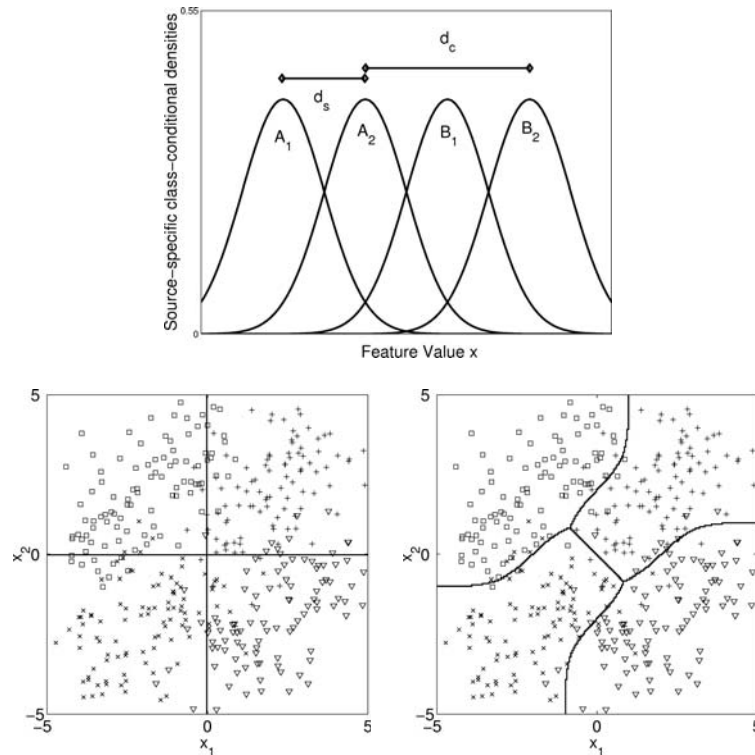 Source-specific class-conditional densities
0.55
0
d_c
d_s
A_1
A_2
B_1
B_2
Feature Value x
5
x_2
0
-5
-5
0
5
x_1
5
x_2
0
-5
-5
0
5
x_1